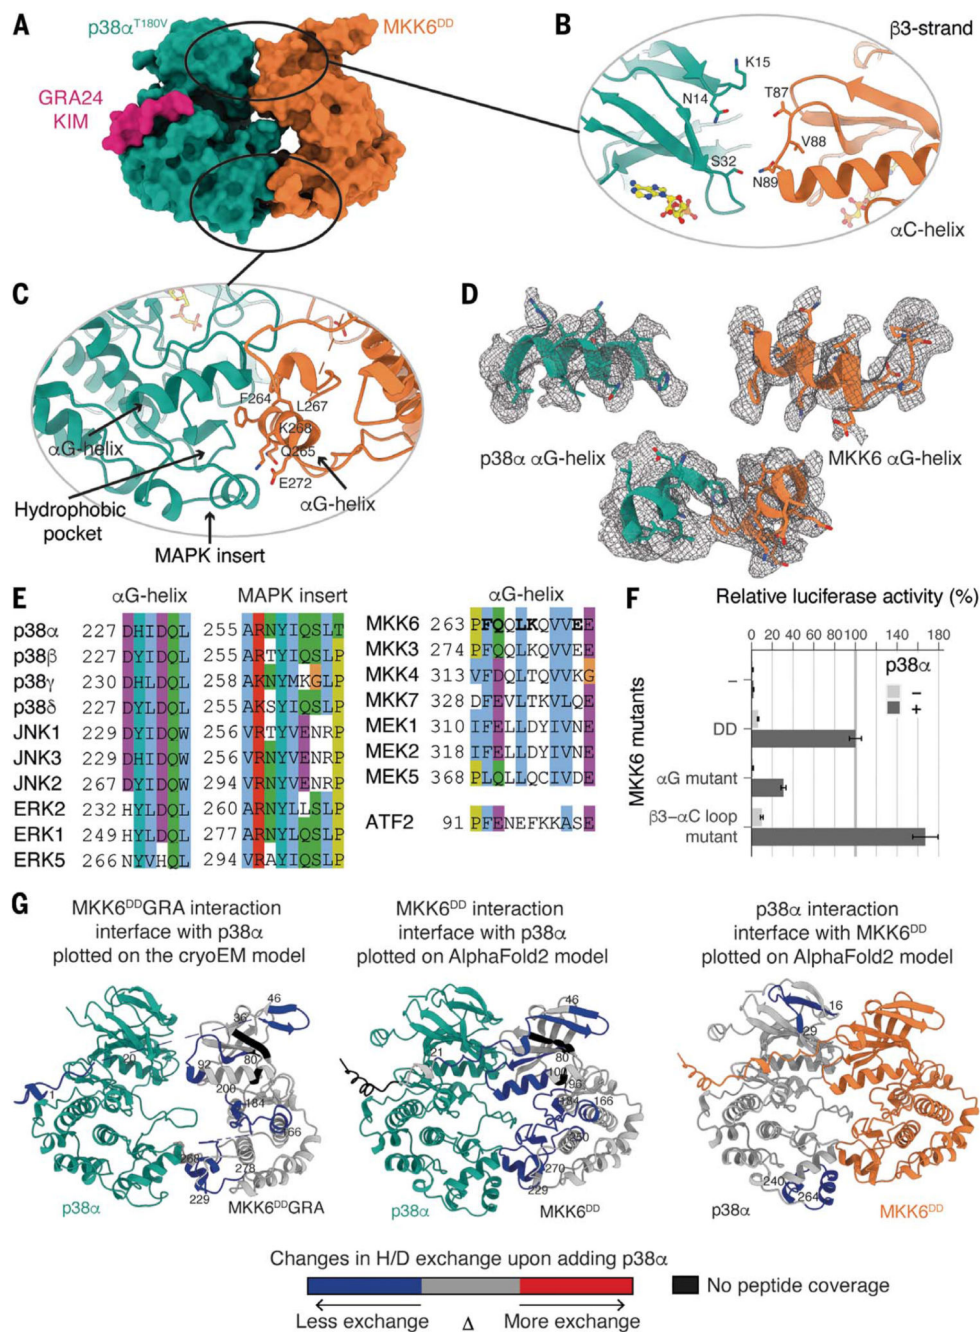 A
p38α^T180V
MKK6^DD
GRA24
KIM
B
β3-strand
K15
N14
T87
V88
S32
N89
αC-helix
C
F264
L267
K268
Q265
E272
αG-helix
αG-helix
Hydrophobic
pocket
MAPK insert
D
p38α αG-helix
MKK6 αG-helix
E
αG-helix MAPK insert
p38α 227 DHIDQL 255 ARNYIQSLT
p38β 227 DYIDQL 255 ARTYIQSLP
p38γ 230 DHLDQL 258 ARNYMKGLP
p38δ 227 DYLDQL 255 AKSYIQSLP
JNK1 229 DYIDQW 256 VRTYVENRP
JNK3 229 DYIDQW 256 VRNYVENRP
JNK2 267 DYIDQW 294 VRNYVENRP
ERK2 232 HYLDQL 260 ARNYLLSLP
ERK1 249 HYLDQL 277 ARNYLQSLP
ERK5 266 NYVHQL 294 VRAYIQSLP
αG-helix
MKK6 263 PFQQLKQVVEE
MKK3 274 PFQQLKQVVEE
MKK4 313 VFDQLTQVVKG
MKK7 328 DFEVLTKVLQE
MEK1 310 IFELLDYIVNE
MEK2 318 IFELLDYIVNE
MEK5 368 PLQLLQCIVDE
ATF2 91 PFENEFKKASE
F
Relative luciferase activity (%)
0 20 40 60 80 100 140 180
p38α
−
+
MKK6 mutants
−
DD
αG mutant
β3-αC loop
mutant
G
MKK6^DDGRA interaction
interface with p38α
plotted on the cryoEM model
46
36
20
80
92
1
200
184
166
268
278
229
p38α
MKK6^DDGRA
MKK6^DD interaction
interface with p38α
plotted on AlphaFold2 model
46
21
80
100
166
270
229
p38α
MKK6^DD
p38α interaction
interface with MKK6^DD
plotted on AlphaFold2 model
16
29
240
264
p38α
MKK6^DD
Changes in H/D exchange upon adding p38α
No peptide coverage
Less exchange Δ More exchange